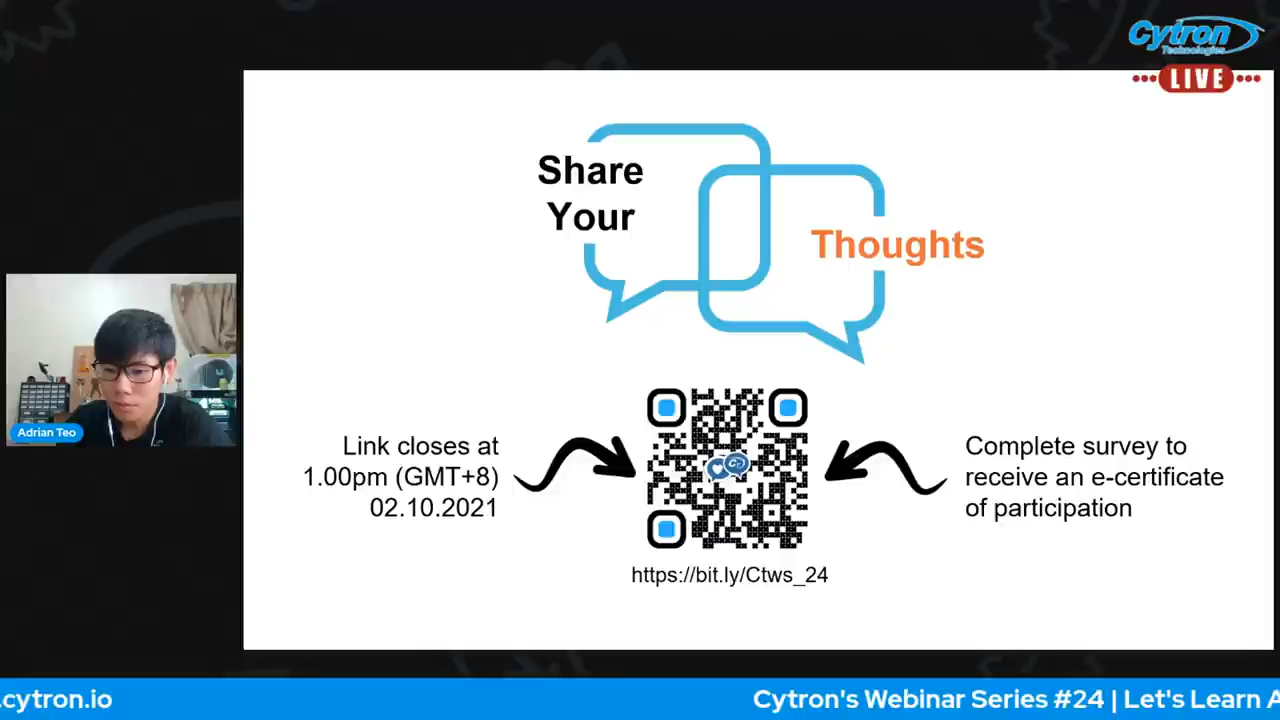 Cytron
Technologies
LIVE
Share
Your
Thoughts
Adrian Teo
Link closes at
1.00pm (GMT+8)
02.10.2021
Complete survey to
receive an e-certificate
of participation
https://bit.ly/Ctws_24
.cytron.io
Cytron's Webinar Series #24 | Let's Learn A